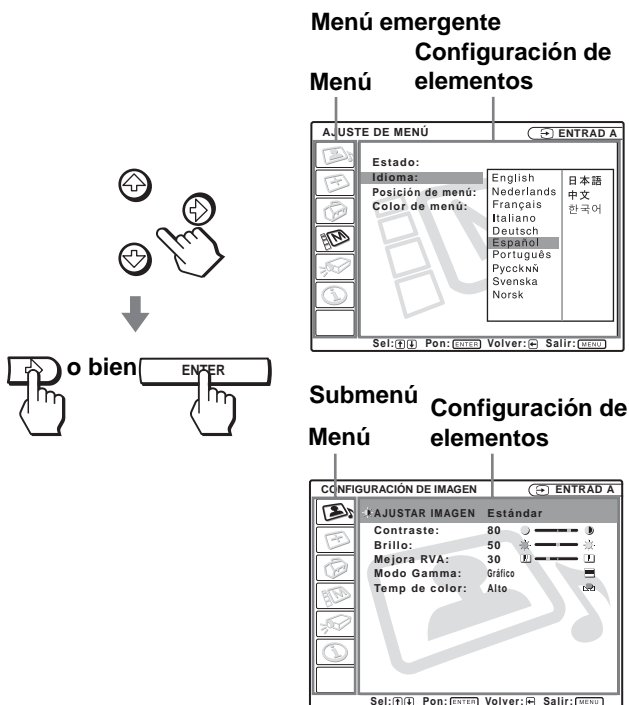 Menú emergente
Menú
Configuración de
elementos
AJUSTE DE MENÚ
ENTRAD A
Estado:
Idioma:
Posición de menú:
Color de menú:
English
Nederlands
Français
Italiano
Deutsch
Español
Português
Русскпй
Svenska
Norsk
日本語
中文
한국어
Sel: Pon: ENTER Volver: Salir: MENU
o bien
ENTER
Submenú
Menú
Configuración de
elementos
CONFIGURACIÓN DE IMAGEN
ENTRAD A
AJUSTAR IMAGEN Estándar
Contraste: 80
Brillo: 50
Mejora RVA: 30
Modo Gamma: Gráfico
Temp de color: Alto
Sel: Pon: ENTER Volver: Salir: MENU